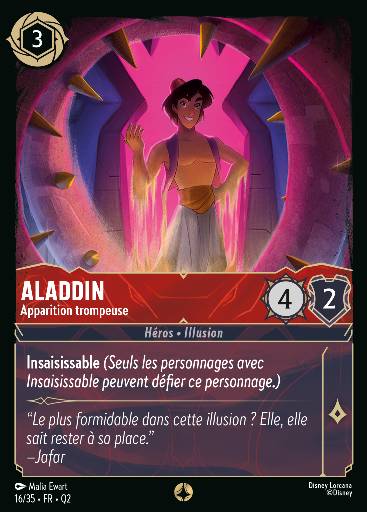 3
ALADDIN
Apparition trompeuse
4
2
Héros • Illusion
Insaisissable (Seuls les personnages avec
Insaisissable peuvent défier ce personnage.)
“Le plus formidable dans cette illusion ? Elle, elle
sait rester à sa place.”
–Jafar
Malia Ewart
16/35 • FR • Q2
Disney Lorcana
©Disney